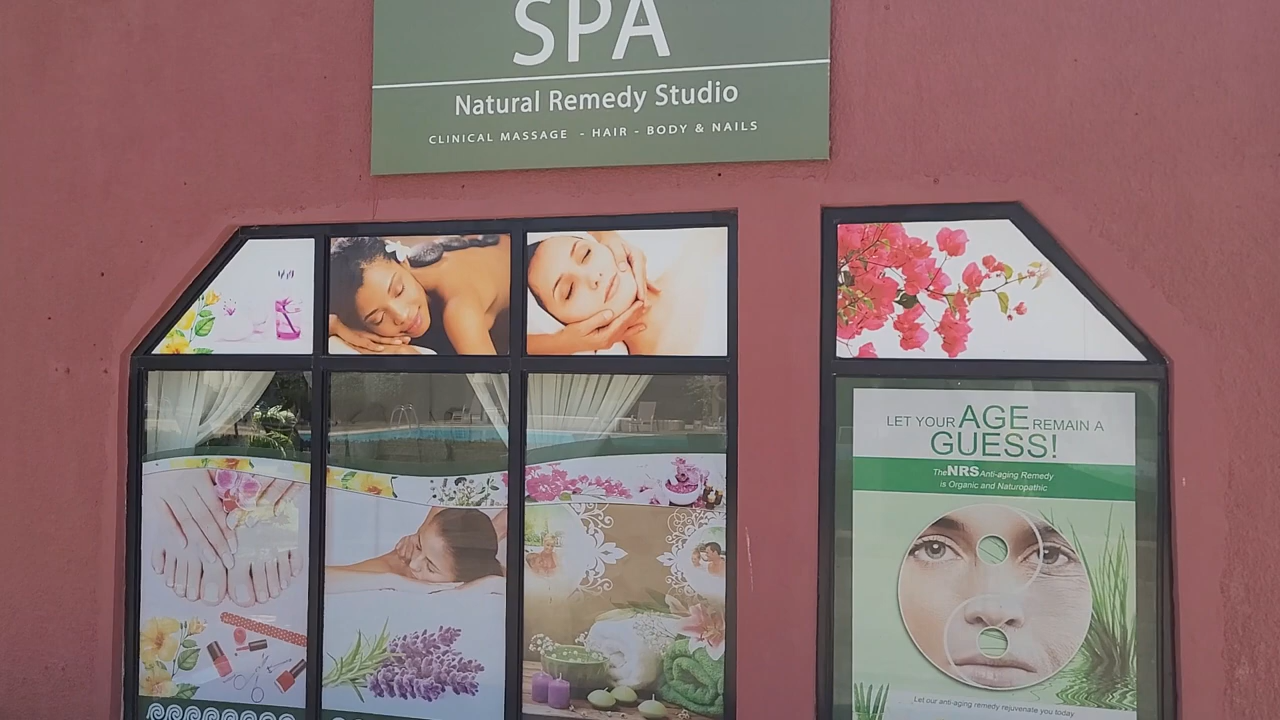 SPA
Natural Remedy Studio
CLINICAL MASSAGE - HAIR - BODY & NAILS
LET YOUR AGE REMAIN A
GUESS!
The NRS Anti-aging Remedy
is Organic and Naturopathic
Let our anti-aging remedy rejuvenate you today